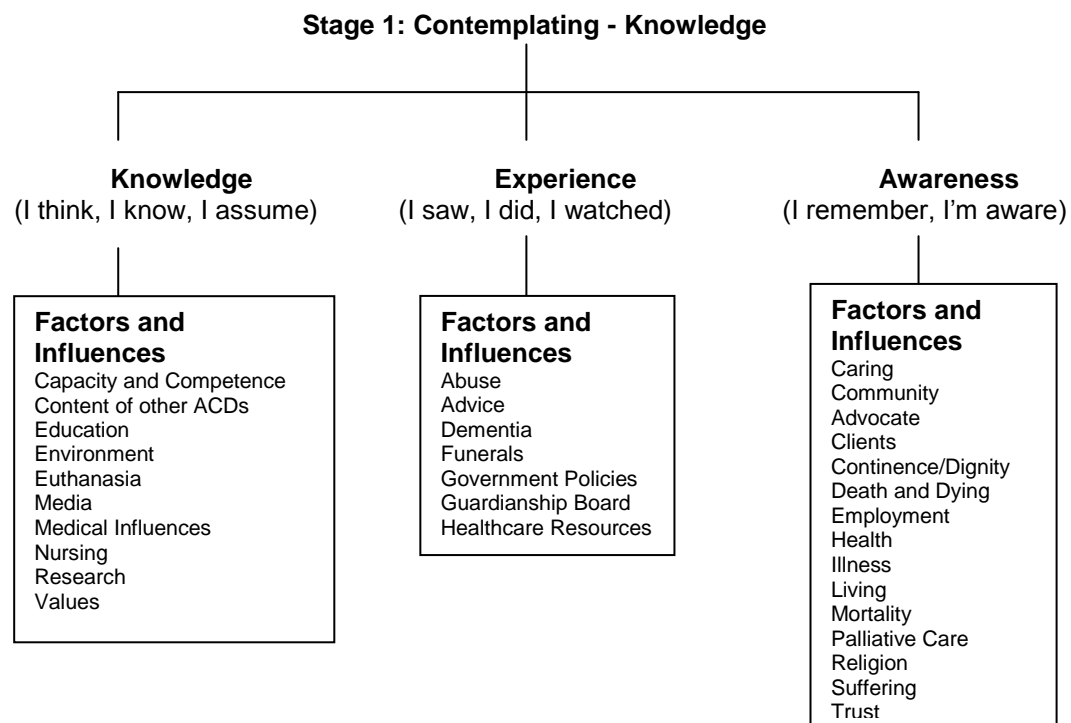 Stage 1: Contemplating - Knowledge
Knowledge
(I think, I know, I assume)
Experience
(I saw, I did, I watched)
Awareness
(I remember, I'm aware)
Factors and
Influences
Capacity and Competence
Content of other ACDs
Education
Environment
Euthanasia
Media
Medical Influences
Nursing
Research
Values
Factors and
Influences
Abuse
Advice
Dementia
Funerals
Government Policies
Guardianship Board
Healthcare Resources
Factors and
Influences
Caring
Community
Advocate
Clients
Continence/Dignity
Death and Dying
Employment
Health
Illness
Living
Mortality
Palliative Care
Religion
Suffering
Trust